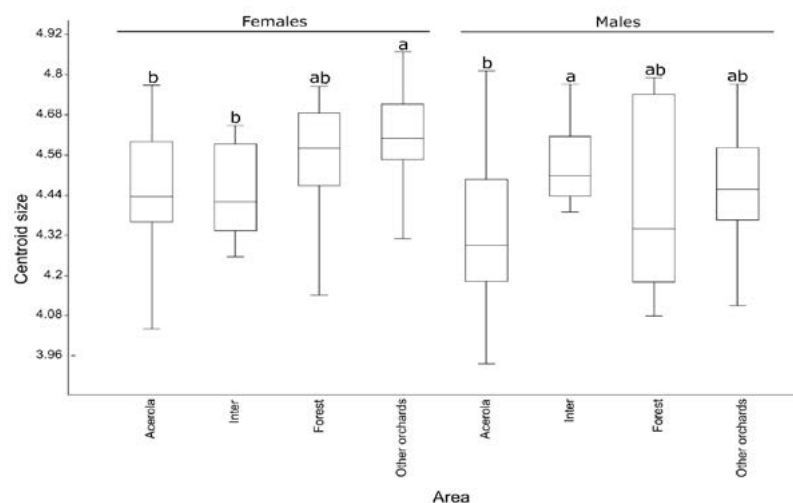 Females
Males
4.92
4.8
4.68
4.56
4.44
4.32
4.2
4.08
3.96
Centroid size
b
b
ab
a
b
a
ab
ab
Acerola
Inter
Forest
Other orchards
Acerola
Inter
Forest
Other orchards
Area